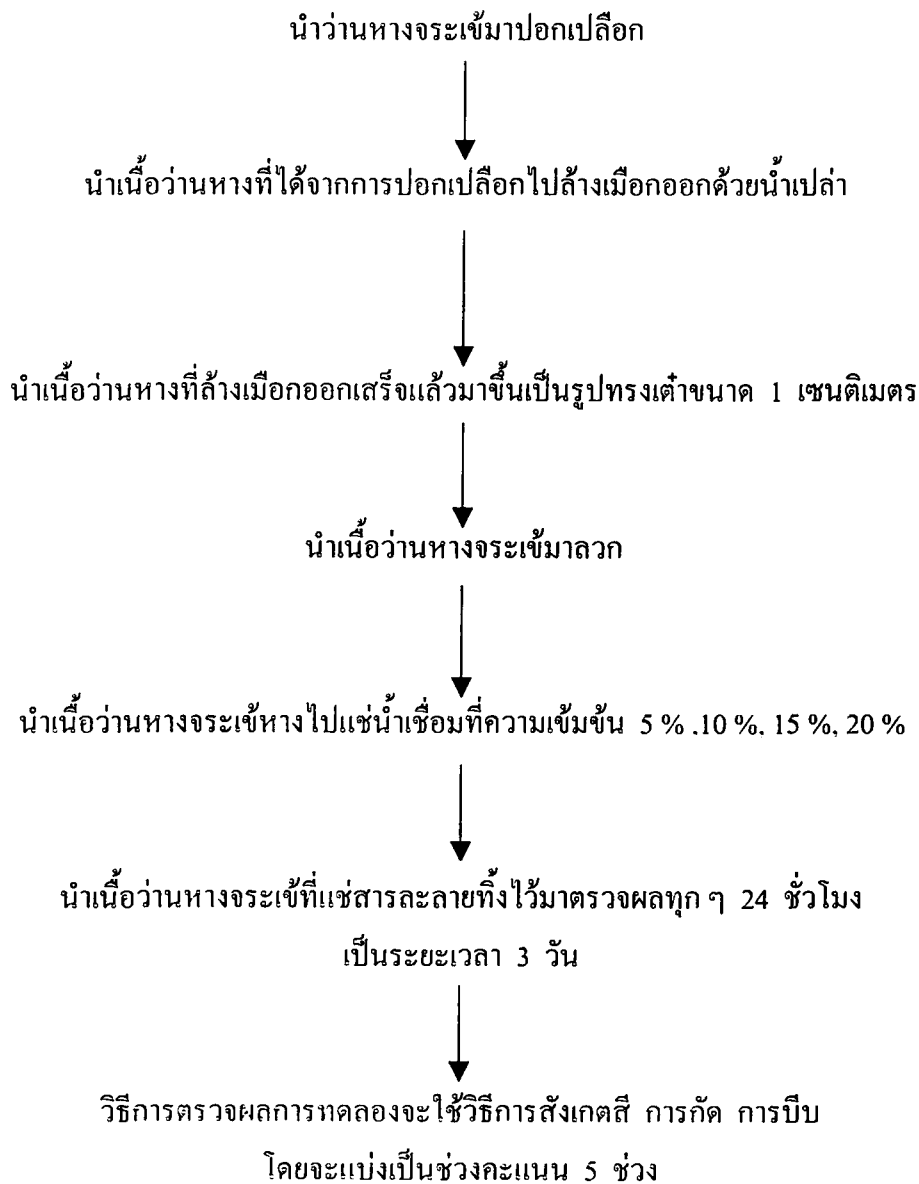 นำว่านหางจระเข้มาปอกเปลือก
นำเนื้อว่านหางที่ได้จากการปอกเปลือกไปล้างเมือกออกด้วยน้ำเปล่า
นำเนื้อว่านหางที่ล้างเมือกออกเสร็จแล้วมาขึ้นเป็นรูปทรงเต๋าขนาด 1 เซนติเมตร
นำเนื้อว่านหางจระเข้มาลวก
นำเนื้อว่านหางจระเข้หางไปแช่น้ำเชื่อมที่ความเข้มข้น 5 % .10 %. 15 %, 20 %
นำเนื้อว่านหางจระเข้ที่แช่สารละลายทิ้งไว้มาตรวจผลทุก ๆ 24 ชั่วโมง
เป็นระยะเวลา 3 วัน
วิธีการตรวจผลการทดลองจะใช้วิธีการสังเกตสี การกัด การบีบ
โดยจะแบ่งเป็นช่วงคะแนน 5 ช่วง